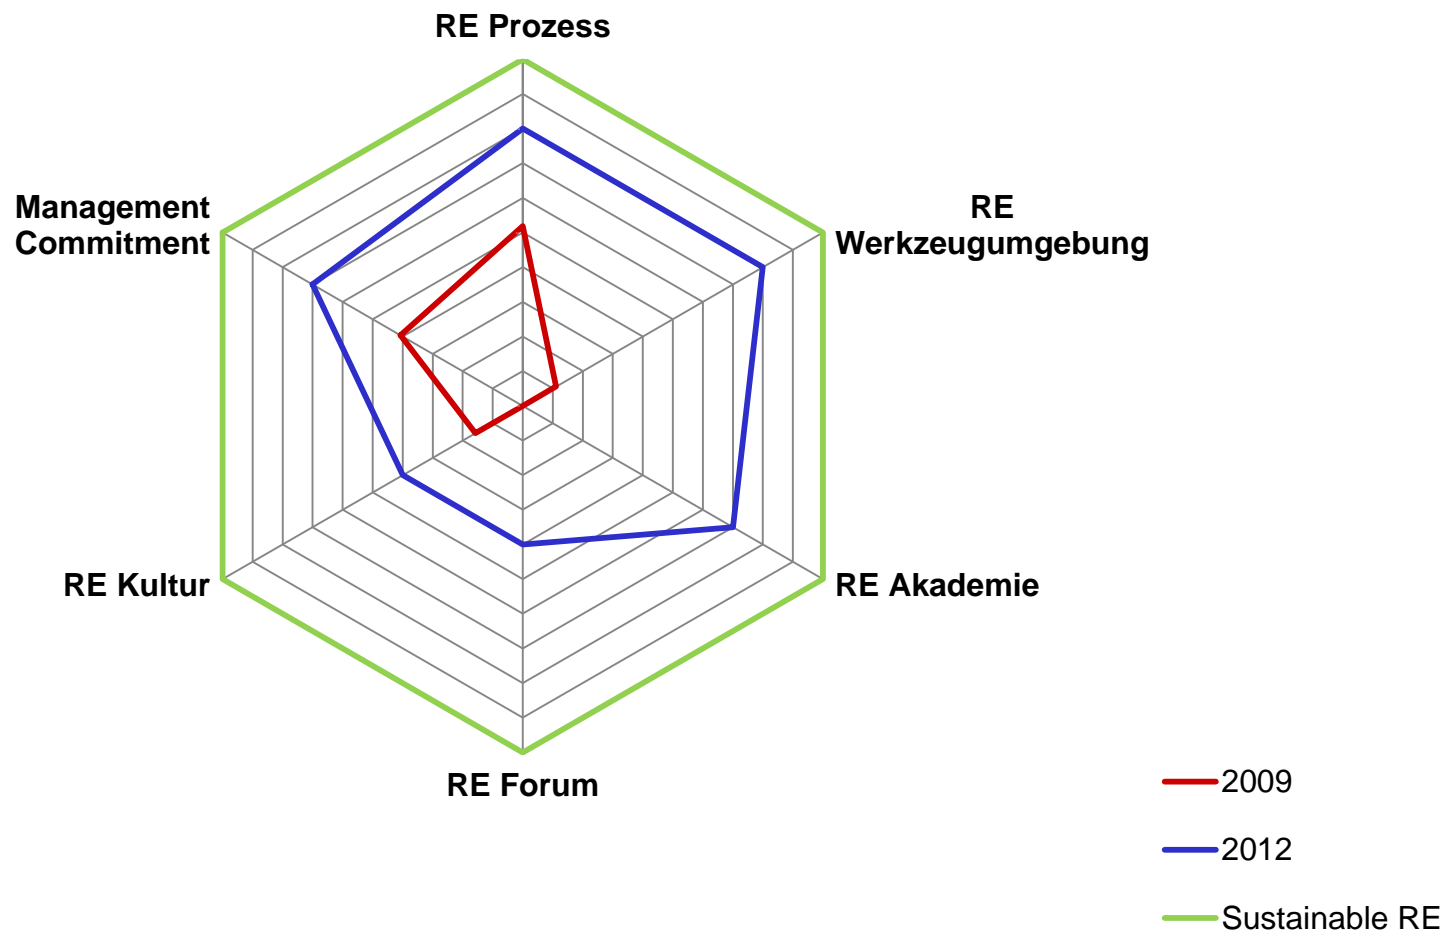 RE Prozess
Management
Commitment
RE
Werkzeugumgebung
RE Kultur
RE Akademie
RE Forum
2009
2012
Sustainable RE